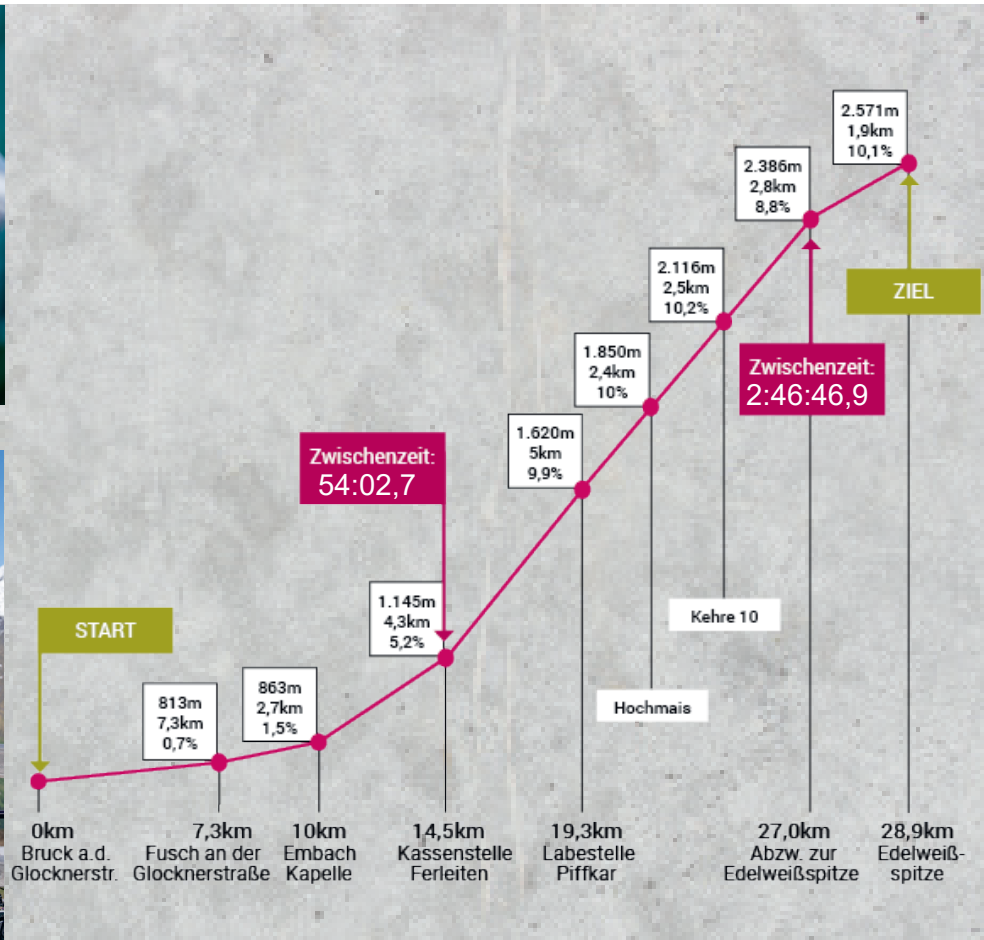 2.571m
1,9km
10,1%
2.386m
2,8km
8,8%
2.116m
2,5km
10,2%
ZIEL
1.850m
2,4km
10%
Zwischenzeit:
2:46:46,9
1.620m
5km
9,9%
Zwischenzeit:
54:02,7
1.145m
4,3km
5,2%
START
Kehre 10
863m
2,7km
1,5%
813m
7,3km
0,7%
Hochmais
0km
Bruck a.d.
Glocknerstr.
7,3km
Fusch an der
Glocknerstraße
10km
Embach
Kapelle
14,5km
Kassenstelle
Ferleiten
19,3km
Labestelle
Piffkar
27,0km
Abzw. zur
Edelweißspitze
28,9km
Edelweiß-
spitze